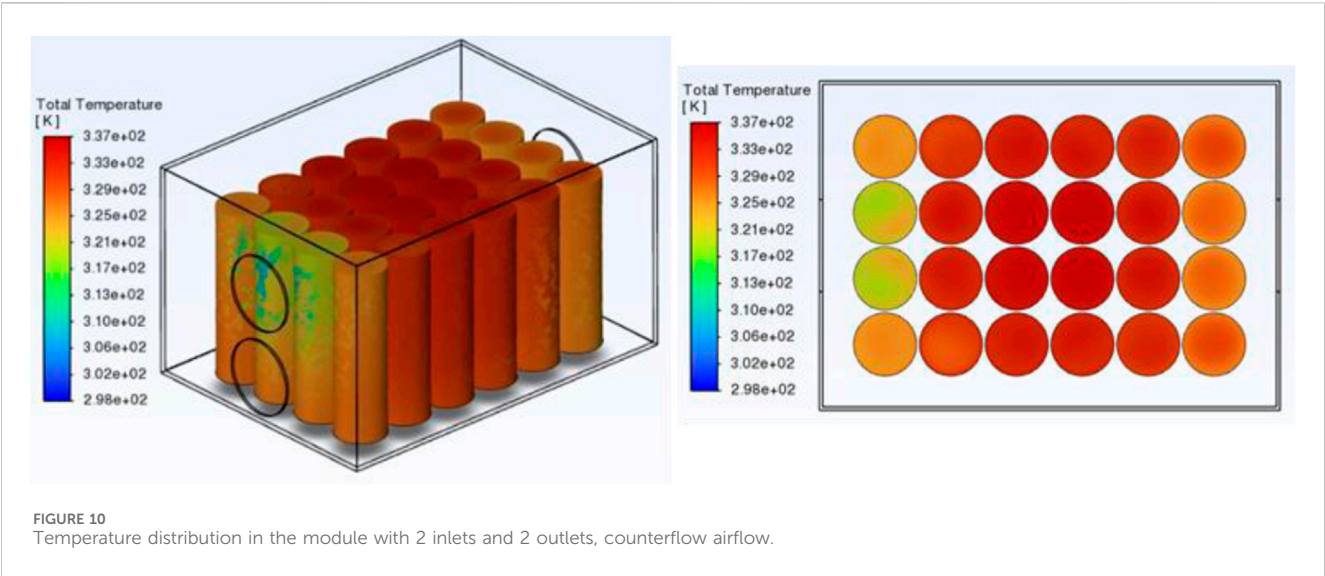 Total Temperature
[ K ]
3.37e+02
3.33e+02
3.29e+02
3.25e+02
3.21e+02
3.17e+02
3.13e+02
3.10e+02
3.06e+02
3.02e+02
2.98e+02
Total Temperature
[ K ]
3.37e+02
3.33e+02
3.29e+02
3.25e+02
3.21e+02
3.17e+02
3.13e+02
3.10e+02
3.06e+02
3.02e+02
2.98e+02
FIGURE 10
Temperature distribution in the module with 2 inlets and 2 outlets, counterflow airflow.